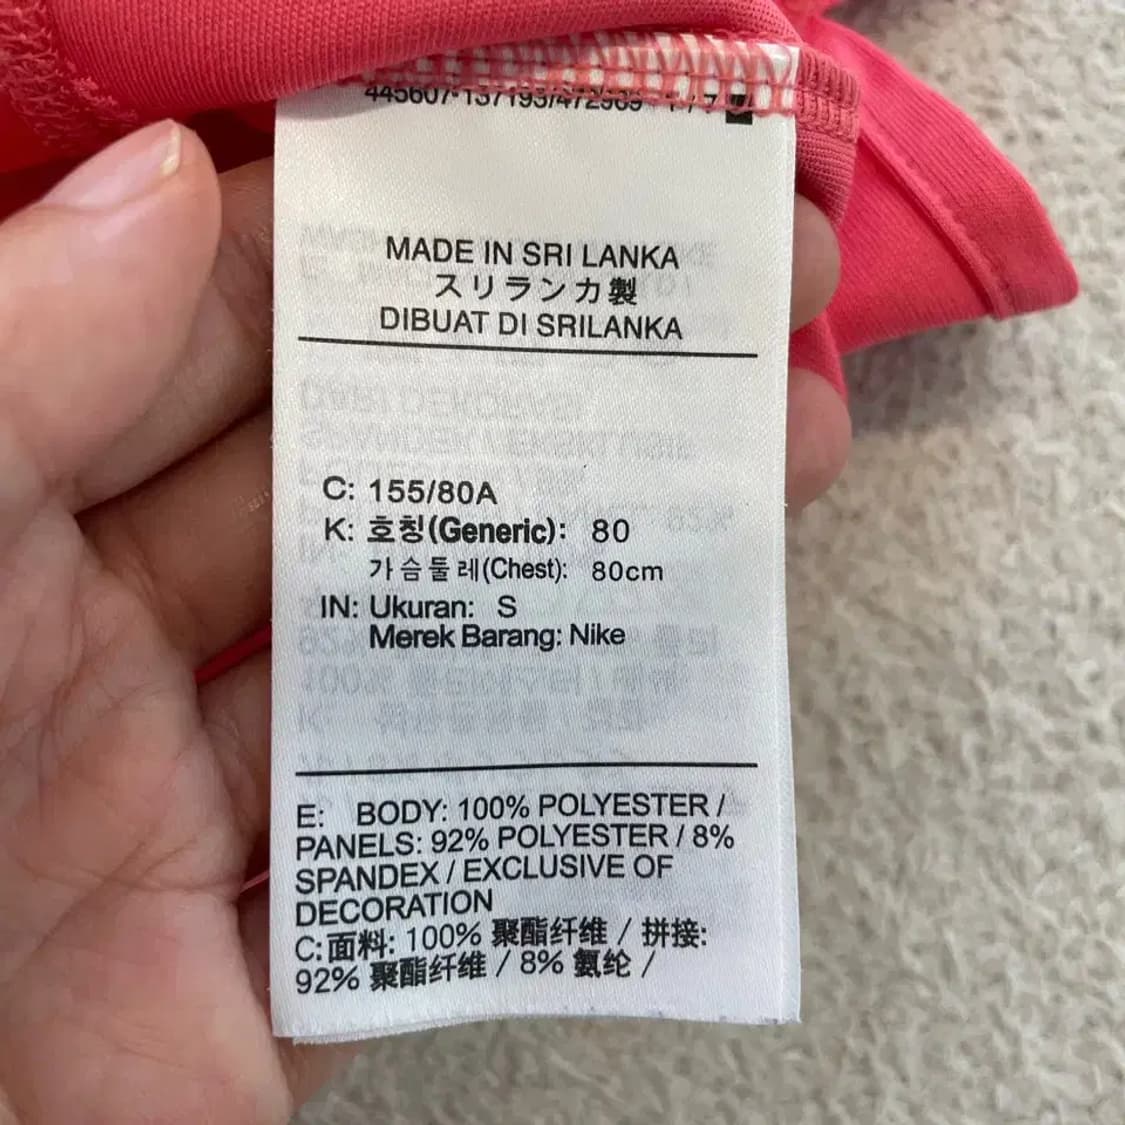 MADE IN SRI LANKA
スリランカ製
DIBUAT DI SRILANKA
C: 155/80A
K: 호칭(Generic): 80
가슴둘레(Chest): 80cm
IN: Ukuran: S
Merek Barang: Nike
E: BODY: 100% POLYESTER /
PANELS: 92% POLYESTER / 8%
SPANDEX / EXCLUSIVE OF
DECORATION
C:面料: 100% 聚酯纤维 / 拼接:
92% 聚酯纤维 / 8% 氨纶 /